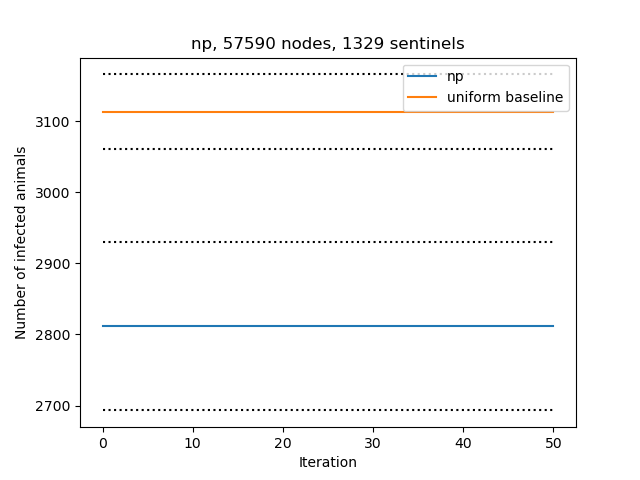 np, 57590 nodes, 1329 sentinels
np
uniform baseline
3100
3000
2900
2800
2700
Number of infected animals
0 10 20 30 40 50
Iteration